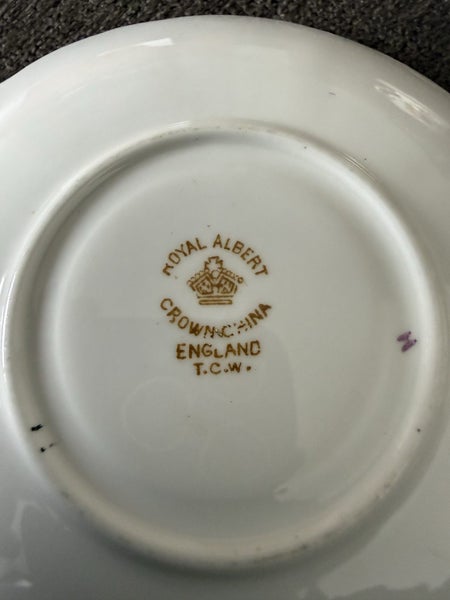 ROYAL ALBERT
CROWN CHINA
ENGLAND
T.C.W.
N